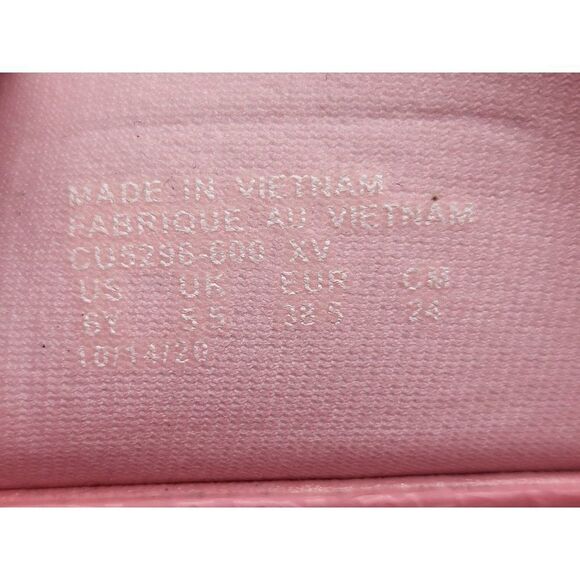 MADE IN VIETNAM
FABRIQUE AU VIETNAM
CU5296-600 XV
US UK EUR CM
6Y 5.5 38.5 24
10/14/20